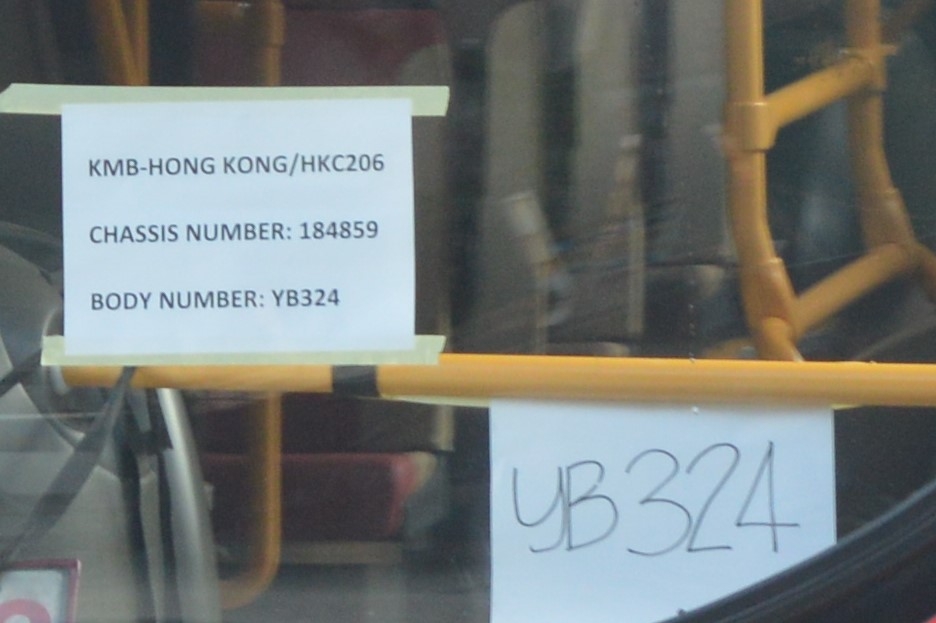 KMB-HONG KONG/HKC206
CHASSIS NUMBER: 184859
BODY NUMBER: YB324
YB324